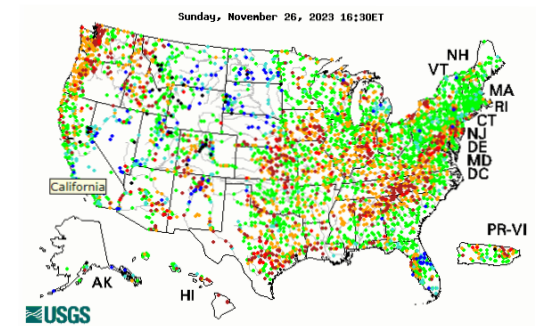 Sunday, November 26, 2023 16:30ET
NH
VT
MA
RI
CT
NJ
DE
MD
DC
California
PR-VI
AK
HI
USGS